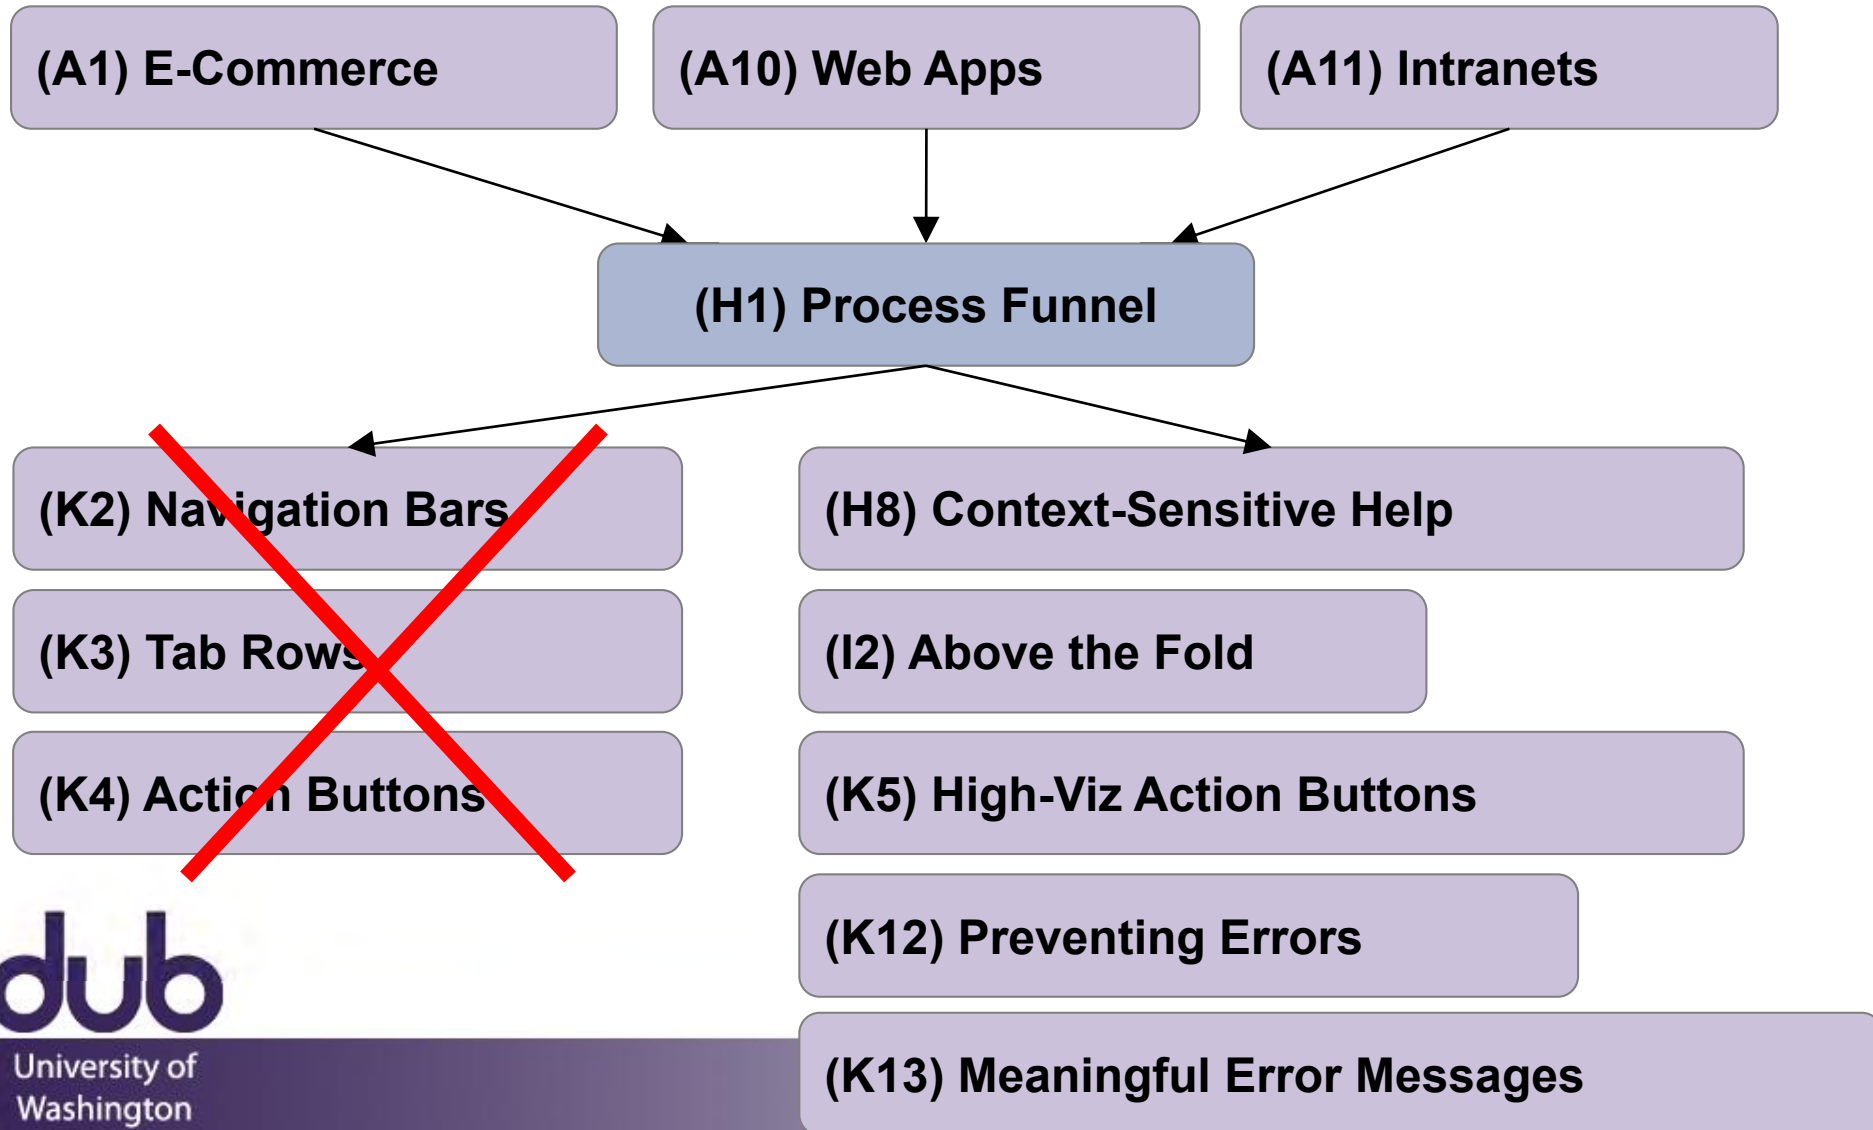 (A1) E-Commerce
(A10) Web Apps
(A11) Intranets
(H1) Process Funnel
(K2) Navigation Bars
(K3) Tab Rows
(K4) Action Buttons
(H8) Context-Sensitive Help
(I2) Above the Fold
(K5) High-Viz Action Buttons
(K12) Preventing Errors
(K13) Meaningful Error Messages
dub
University of
Washington